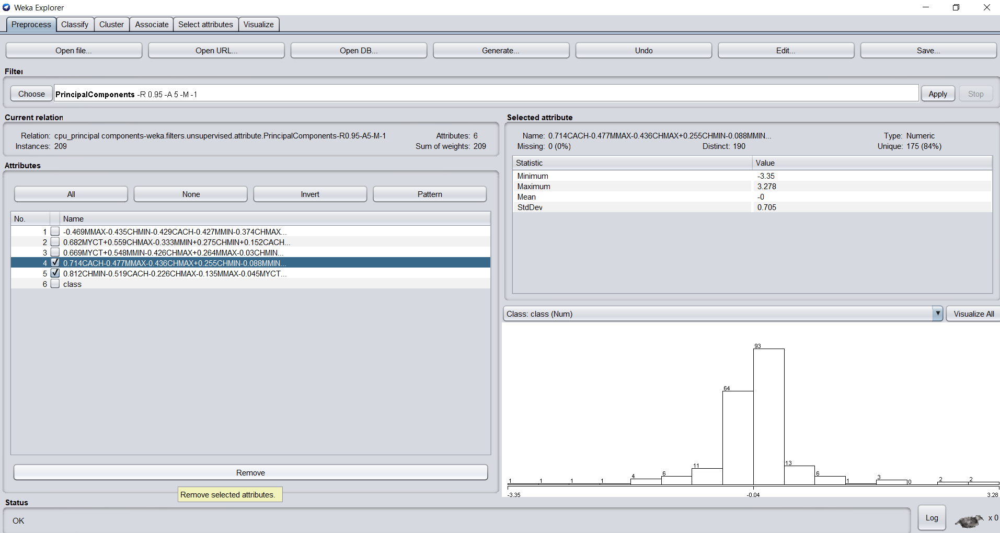 Weka Explorer
Preprocess Classify Cluster Associate Select attributes Visualize
Open file... Open URL... Open DB... Generate... Undo Edit... Save...
Filter
Choose PrincipalComponents -R 0.95 -A 5 -M -1 Apply Stop
Current relation
Relation: cpu_principal components-weka.filters.unsupervised.attribute.PrincipalComponents-R0.95-A5-M-1 Attributes: 6
Instances: 209 Sum of weights: 209
Attributes
All None Invert Pattern
No. Name
1 -0.469MMAX-0.435CHMIN-0.429CACH-0.427MMIN-0.374CHMAX...
2 0.682MYCT+0.559CHMAX-0.333MMIN+0.275CHMIN+0.152CACH...
3 0.669MYCT+0.548MMIN-0.426CHMAX+0.264MMAX-0.03CHMIN...
4 0.714CACH-0.477MMAX-0.436CHMAX+0.255CHMIN-0.088MMIN...
5 0.812CHMIN-0.519CACH-0.226CHMAX-0.135MMAX-0.045MYCT...
6 class
Remove
Remove selected attributes.
Selected attribute
Name: 0.714CACH-0.477MMAX-0.436CHMAX+0.255CHMIN-0.088MMIN... Type: Numeric
Missing: 0 (0%) Distinct: 190 Unique: 175 (84%)
Statistic Value
Minimum -3.35
Maximum 3.278
Mean -0
StdDev 0.705
Class: class (Num) Visualize All
1 1 1 1 4 6 11 64 93 13 6 1 3 0 2 2
-3.35 -0.04 3.28
Status
OK
Log x 0